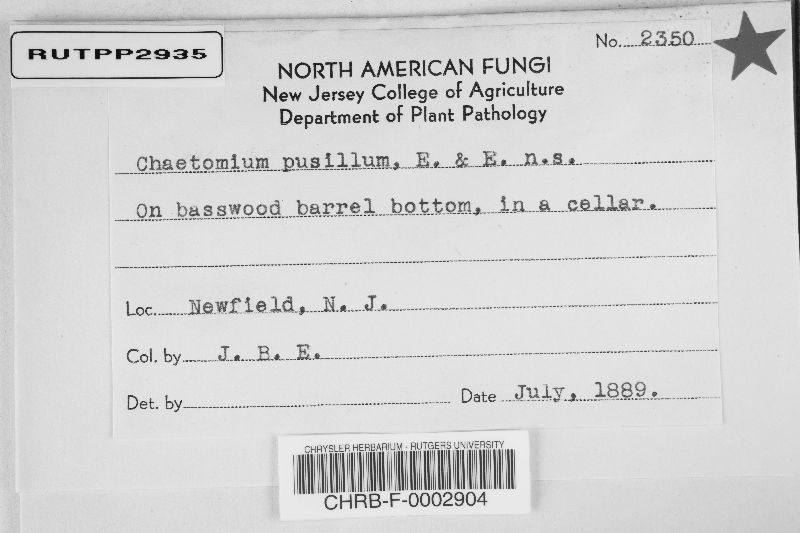 RUTPP2935
No. 2350
NORTH AMERICAN FUNGI
New Jersey College of Agriculture
Department of Plant Pathology
Chaetomium pusillum, E. & E. n.s.
On basswood barrel bottom, in a cellar.
Loc. Newfield, N. J.
Col. by J. B. E.
Det. by
Date July, 1889.
CHRYSLER HERBARIUM - RUTGERS UNIVERSITY
CHRB-F-0002904